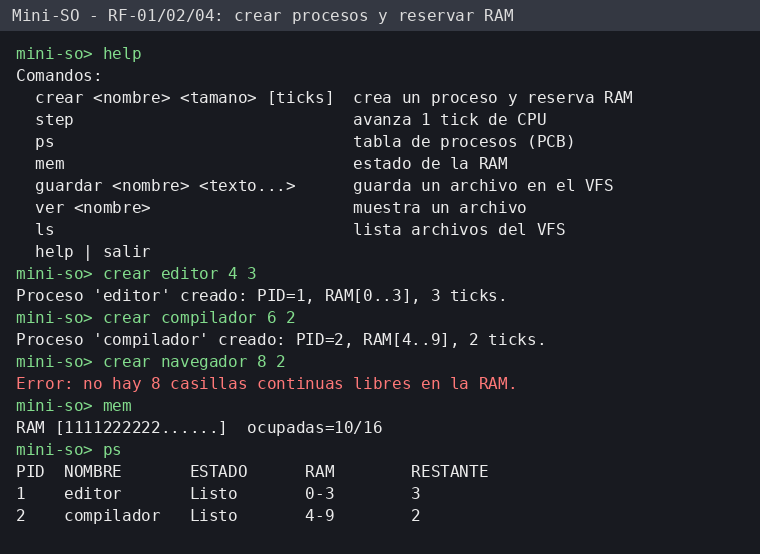 Mini-SO - RF-01/02/04: crear procesos y reservar RAM
mini-so> help
Comandos:
  crear <nombre> <tamano> [ticks]  crea un proceso y reserva RAM
  step                             avanza 1 tick de CPU
  ps                               tabla de procesos (PCB)
  mem                              estado de la RAM
  guardar <nombre> <texto...>      guarda un archivo en el VFS
  ver <nombre>                     muestra un archivo
  ls                               lista archivos del VFS
  help | salir
mini-so> crear editor 4 3
Proceso 'editor' creado: PID=1, RAM[0..3], 3 ticks.
mini-so> crear compilador 6 2
Proceso 'compilador' creado: PID=2, RAM[4..9], 2 ticks.
mini-so> crear navegador 8 2
Error: no hay 8 casillas continuas libres en la RAM.
mini-so> mem
RAM [1111222222......]  ocupadas=10/16
mini-so> ps
PID  NOMBRE       ESTADO      RAM        RESTANTE
1    editor       Listo       0-3        3
2    compilador   Listo       4-9        2